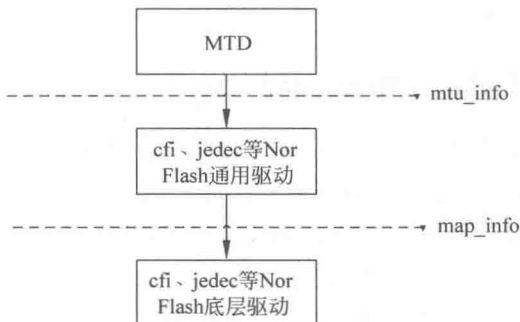 MTD
mtu_info
cfi、jedec等Nor
Flash通用驱动
map_info
cfi、jedec等Nor
Flash底层驱动